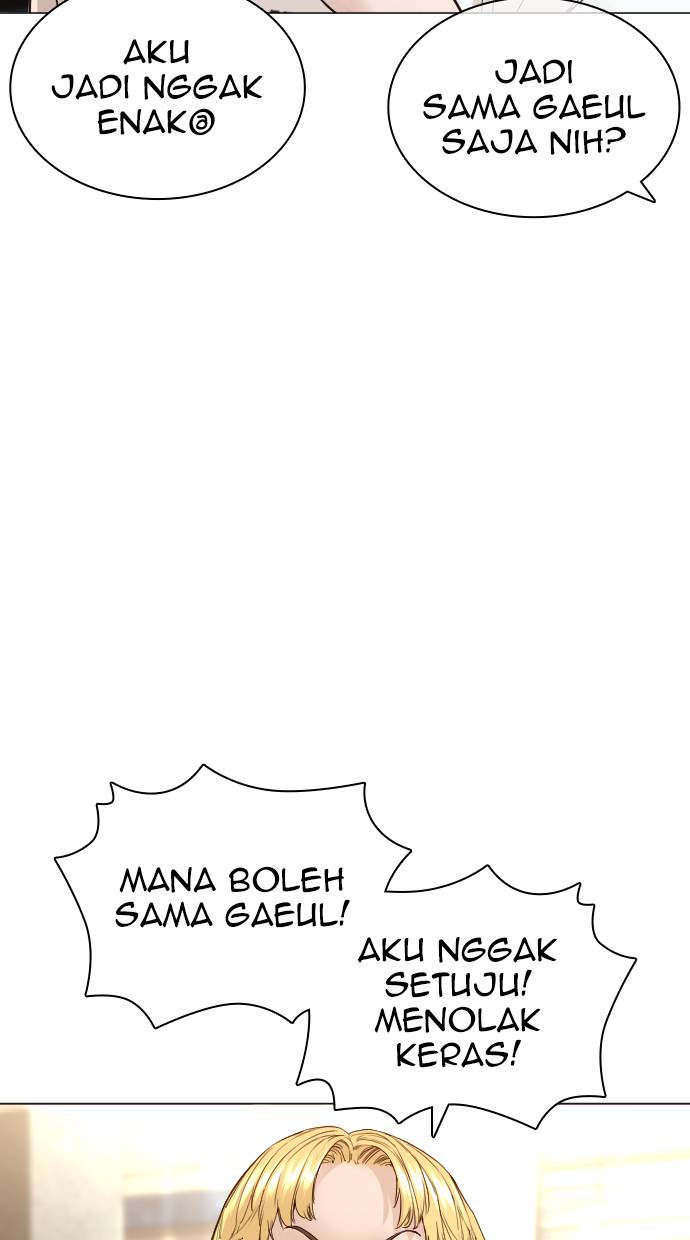 AKU
JADI NGGAK
ENAK@
JADI
SAMA GAEUL
SAJA NIH?
MANA BOLEH
SAMA GAEUL!
AKU NGGAK
SETUJU!
MENOLAK
KERAS!